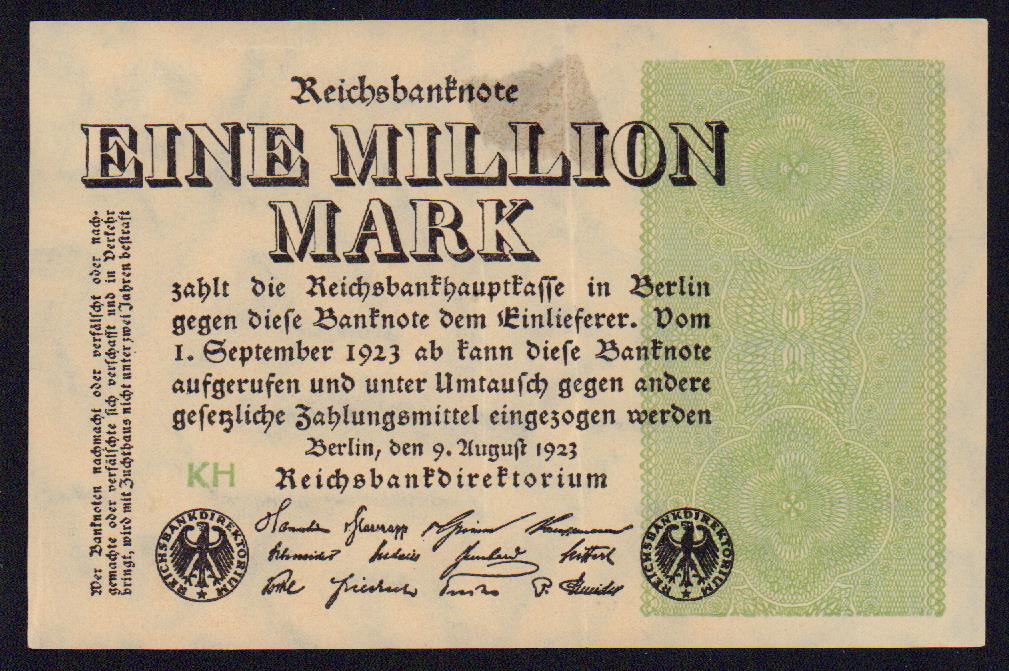 Reichsbanknote
EINE MILLION
MARK
zahlt die Reichsbankhauptkasse in Berlin
gegen diese Banknote dem Einlieferer. Vom
1. September 1923 ab kann diese Banknote
aufgerufen und unter Umtausch gegen andere
gesetzliche Zahlungsmittel eingezogen werden
Berlin, den 9. August 1923
Reichsbankdirektorium
KH
Wer Banknoten nachmacht oder verfälscht oder nach-
gemachte oder verfälschte sich verschafft und in Verkehr
bringt, wird mit Zuchthaus nicht unter zwei Jahren bestraft
Schneider
Friedrich
REICHSBANKDIREKTORIUM
REICHSBANKDIREKTORIUM